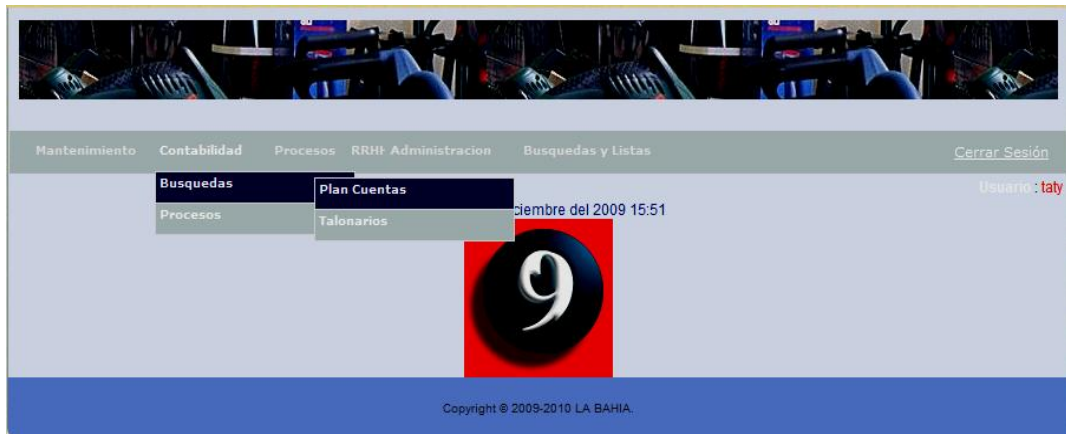 Mantenimiento Contabilidad Procesos RRHH Administracion Busquedas y Listas Cerrar Sesión
Busquedas Plan Cuentas Usuario : taty
Procesos Talonarios ciembre del 2009 15:51
9
Copyright © 2009-2010 LA BAHIA.